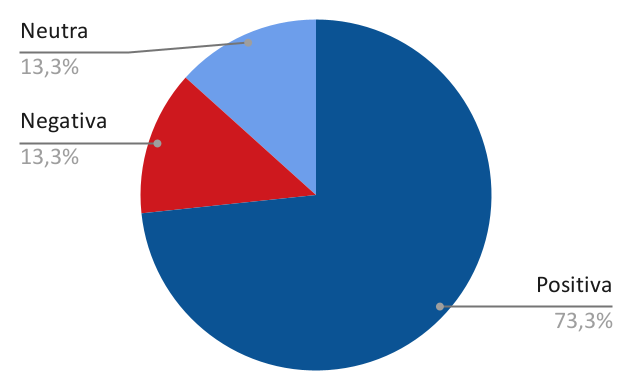 Neutra
13,3%
Negativa
13,3%
Positiva
73,3%